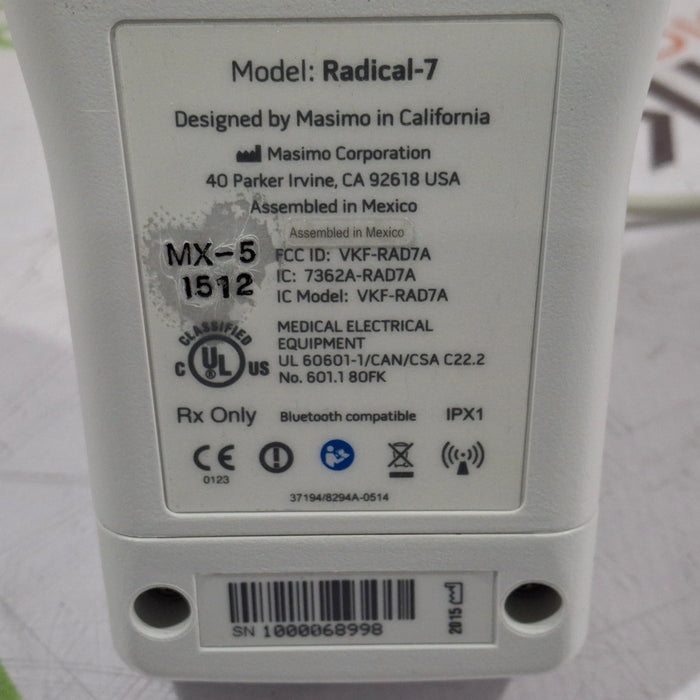 Model: Radical-7
Designed by Masimo in California
Masimo Corporation
40 Parker Irvine, CA 92618 USA
Assembled in Mexico
Assembled in Mexico
MX-5
1512
FCC ID: VKF-RAD7A
IC: 7362A-RAD7A
IC Model: VKF-RAD7A
CLASSIFIED
C UL US
MEDICAL ELECTRICAL
EQUIPMENT
UL 60601-1/CAN/CSA C22.2
No. 601.1 80FK
Rx Only Bluetooth compatible IPX1
CE
0123
37194/8294A-0514
SN 1000068998
2015